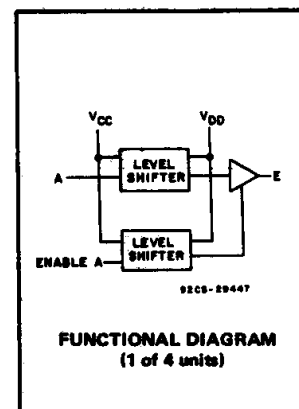 VCC VDD
A LEVEL SHIFTER E
ENABLE A LEVEL SHIFTER
92CS-29447
FUNCTIONAL DIAGRAM
(1 of 4 units)